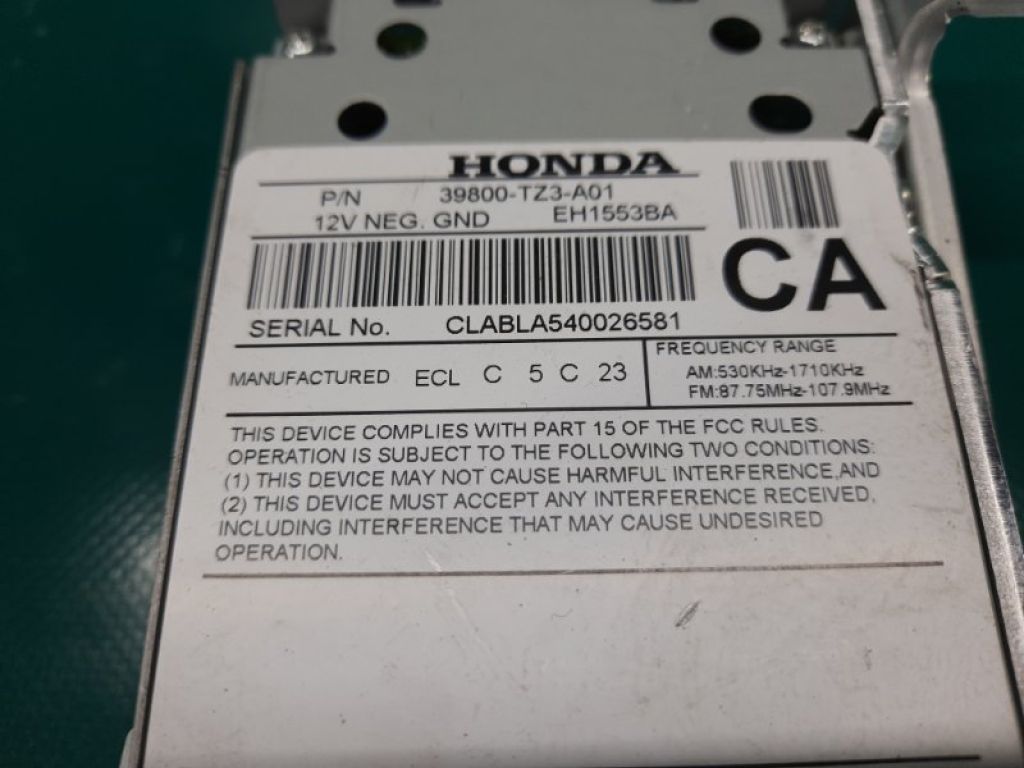 HONDA
P/N 39800-TZ3-A01
12V NEG. GND EH1553BA
CA
SERIAL No. CLABLA540026581
MANUFACTURED ECL C 5 C 23
FREQUENCY RANGE
AM:530KHz-1710KHz
FM:87.75MHz-107.9MHz
THIS DEVICE COMPLIES WITH PART 15 OF THE FCC RULES.
OPERATION IS SUBJECT TO THE FOLLOWING TWO CONDITIONS:
(1) THIS DEVICE MAY NOT CAUSE HARMFUL INTERFERENCE,AND
(2) THIS DEVICE MUST ACCEPT ANY INTERFERENCE RECEIVED,
INCLUDING INTERFERENCE THAT MAY CAUSE UNDESIRED
OPERATION.